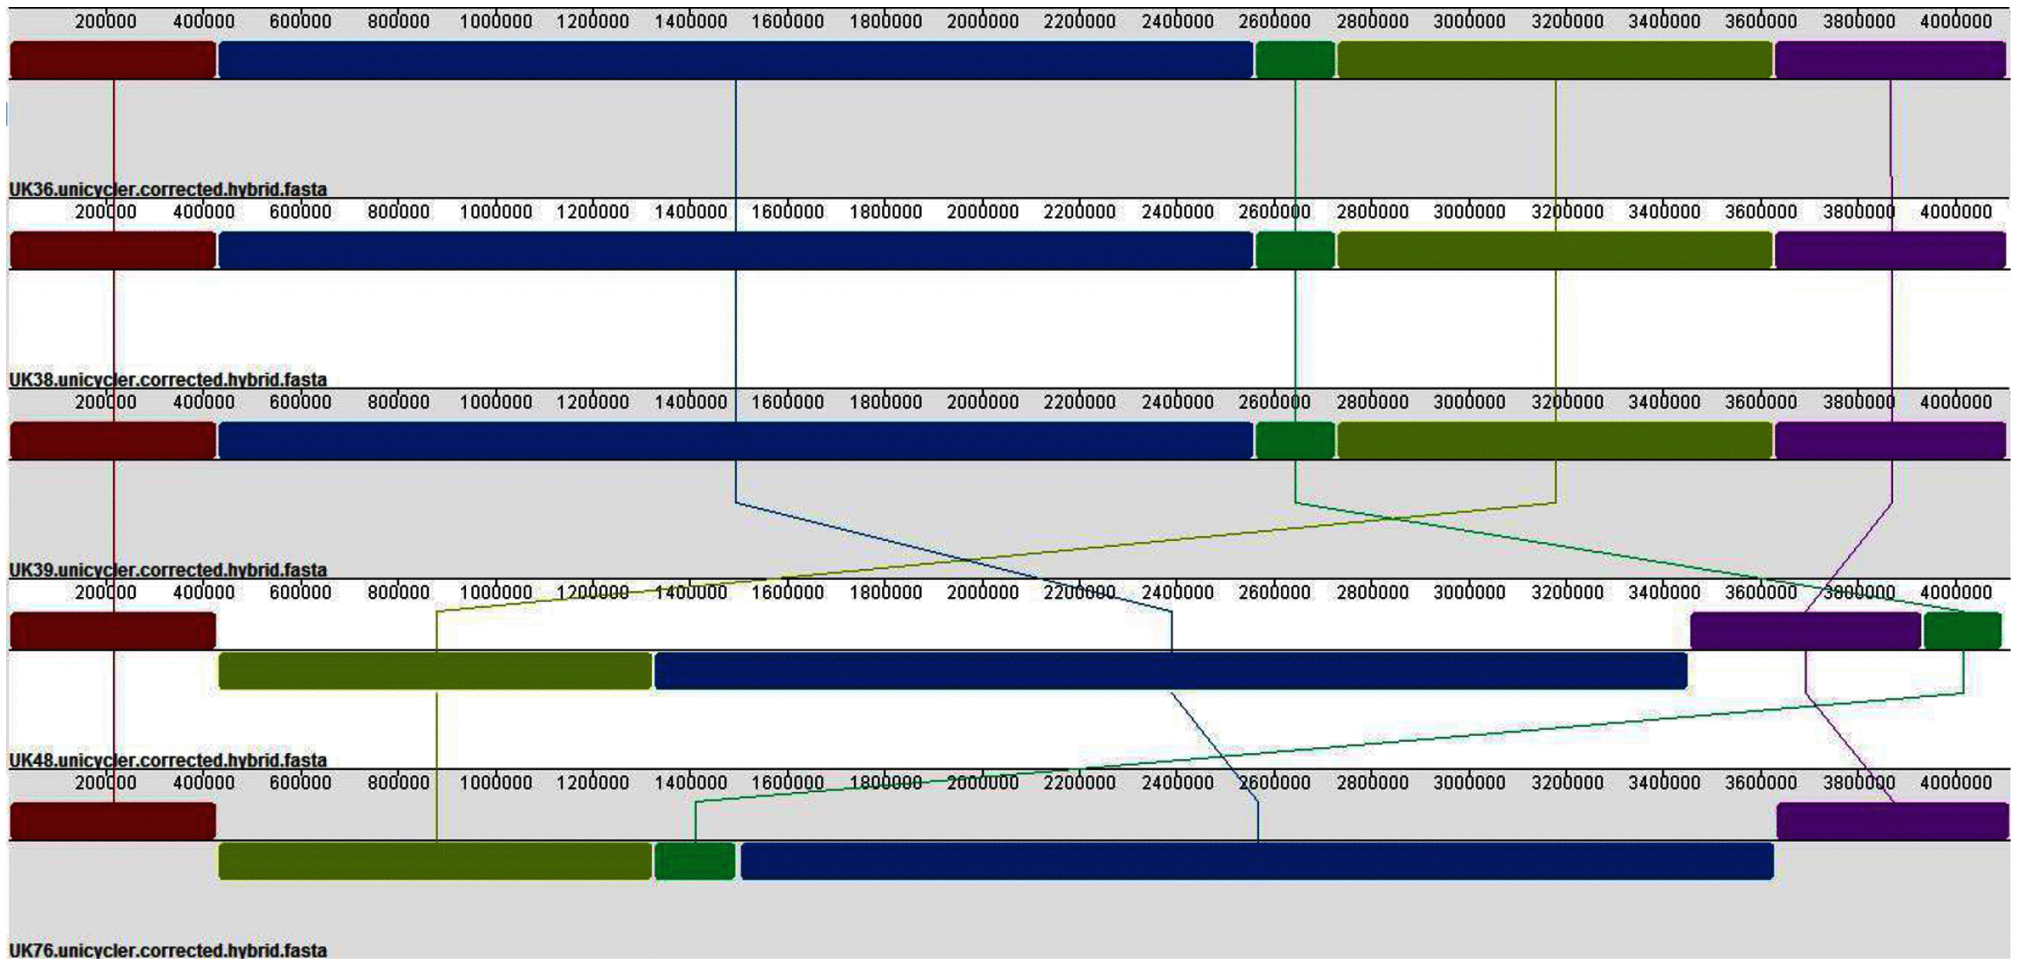 200000 400000 600000 800000 1000000 1200000 1400000 1600000 1800000 2000000 2200000 2400000 2600000 2800000 3000000 3200000 3400000 3600000 3800000 4000000
UK36.unicycler.corrected.hybrid.fasta
200000 400000 600000 800000 1000000 1200000 1400000 1600000 1800000 2000000 2200000 2400000 2600000 2800000 3000000 3200000 3400000 3600000 3800000 4000000
UK38.unicycler.corrected.hybrid.fasta
200000 400000 600000 800000 1000000 1200000 1400000 1600000 1800000 2000000 2200000 2400000 2600000 2800000 3000000 3200000 3400000 3600000 3800000 4000000
UK39.unicycler.corrected.hybrid.fasta
200000 400000 600000 800000 1000000 1200000 1400000 1600000 1800000 2000000 2200000 2400000 2600000 2800000 3000000 3200000 3400000 3600000 3800000 4000000
UK48.unicycler.corrected.hybrid.fasta
200000 400000 600000 800000 1000000 1200000 1400000 1600000 1800000 2000000 2200000 2400000 2600000 2800000 3000000 3200000 3400000 3600000 3800000 4000000
UK76.unicycler.corrected.hybrid.fasta